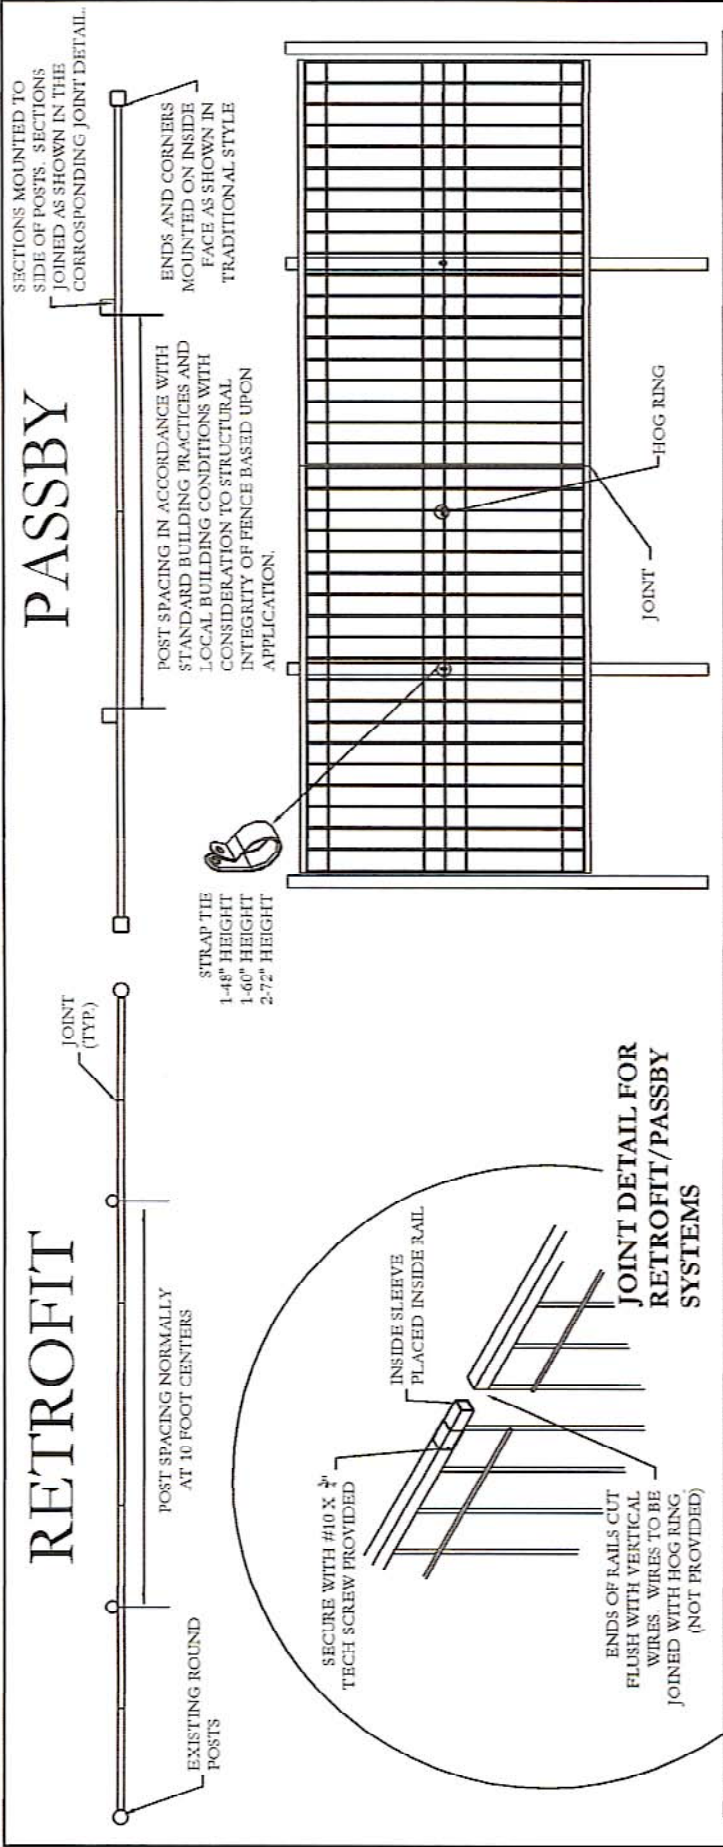 RETROFIT
EXISTING ROUND
POSTS
POST SPACING NORMALLY
AT 10 FOOT CENTERS
JOINT
(TYP.)
SECURE WITH #10 X 3/4"
TECH SCREW PROVIDED
INSIDE SLEEVE
PLACED INSIDE RAIL
ENDS OF RAILS CUT
FLUSH WITH VERTICAL
WIRES. WIRES TO BE
JOINED WITH HOG RING.
(NOT PROVIDED)
JOINT DETAIL FOR
RETROFIT/PASSBY
SYSTEMS
PASSBY
SECTIONS MOUNTED TO
SIDE OF POSTS. SECTIONS
JOINED AS SHOWN IN THE
CORROSPONDING JOINT DETAIL.
POST SPACING IN ACCORDANCE WITH
STANDARD BUILDING PRACTICES AND
LOCAL BUILDING CONDITIONS WITH
CONSIDERATION TO STRUCTURAL
INTEGRITY OF FENCE BASED UPON
APPLICATION.
ENDS AND CORNERS
MOUNTED ON INSIDE
FACE AS SHOWN IN
TRADITIONAL STYLE
STRAP TIE
1-48" HEIGHT
1-60" HEIGHT
2-72" HEIGHT
JOINT
HOG RING